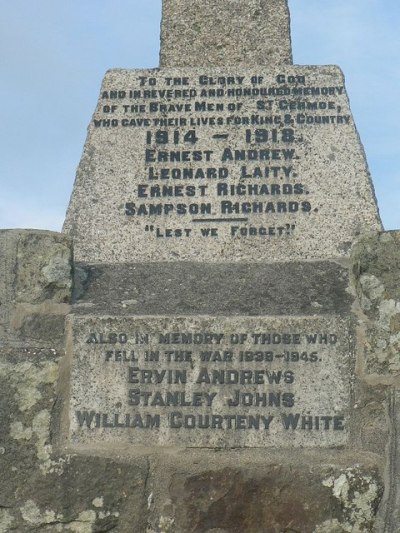 To the Glory of God
and in revered and honoured memory
of the Brave Men of St Germoe,
who gave their lives for King & Country
1914 – 1918.
Ernest Andrew.
Leonard Laity.
Ernest Richards.
Sampson Richards.
"Lest we Forget"
Also in memory of those who
fell in the war 1939-1945.
Ervin Andrews
Stanley Johns
William Courteny White